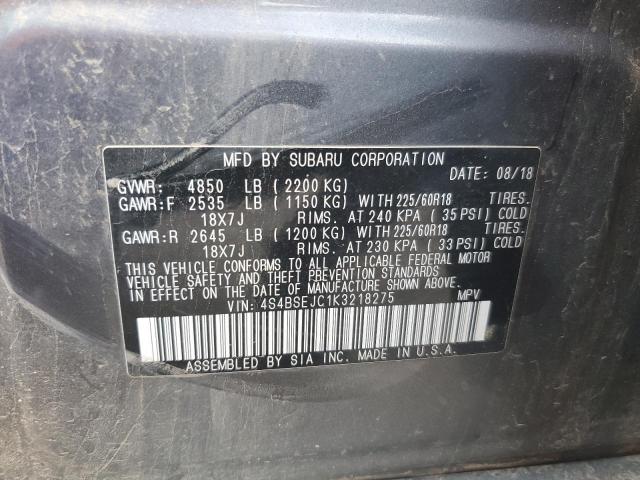 MFD BY SUBARU CORPORATION
DATE: 08/18
GVWR: 4850 LB (2200 KG)
GAWR:F 2535 LB (1150 KG) WITH 225/60R18 TIRES.
18X7J RIMS. AT 240 KPA (35 PSI) COLD
GAWR:R 2645 LB (1200 KG) WITH 225/60R18 TIRES.
18X7J RIMS. AT 230 KPA (33 PSI) COLD
THIS VEHICLE CONFORMS TO ALL APPLICABLE FEDERAL MOTOR
VEHICLE SAFETY AND THEFT PREVENTION STANDARDS
IN EFFECT ON THE DATE OF MANUFACTURE SHOWN ABOVE.
VIN: 4S4BSEJC1K3218275 MPV
ASSEMBLED BY SIA INC. MADE IN U.S.A.